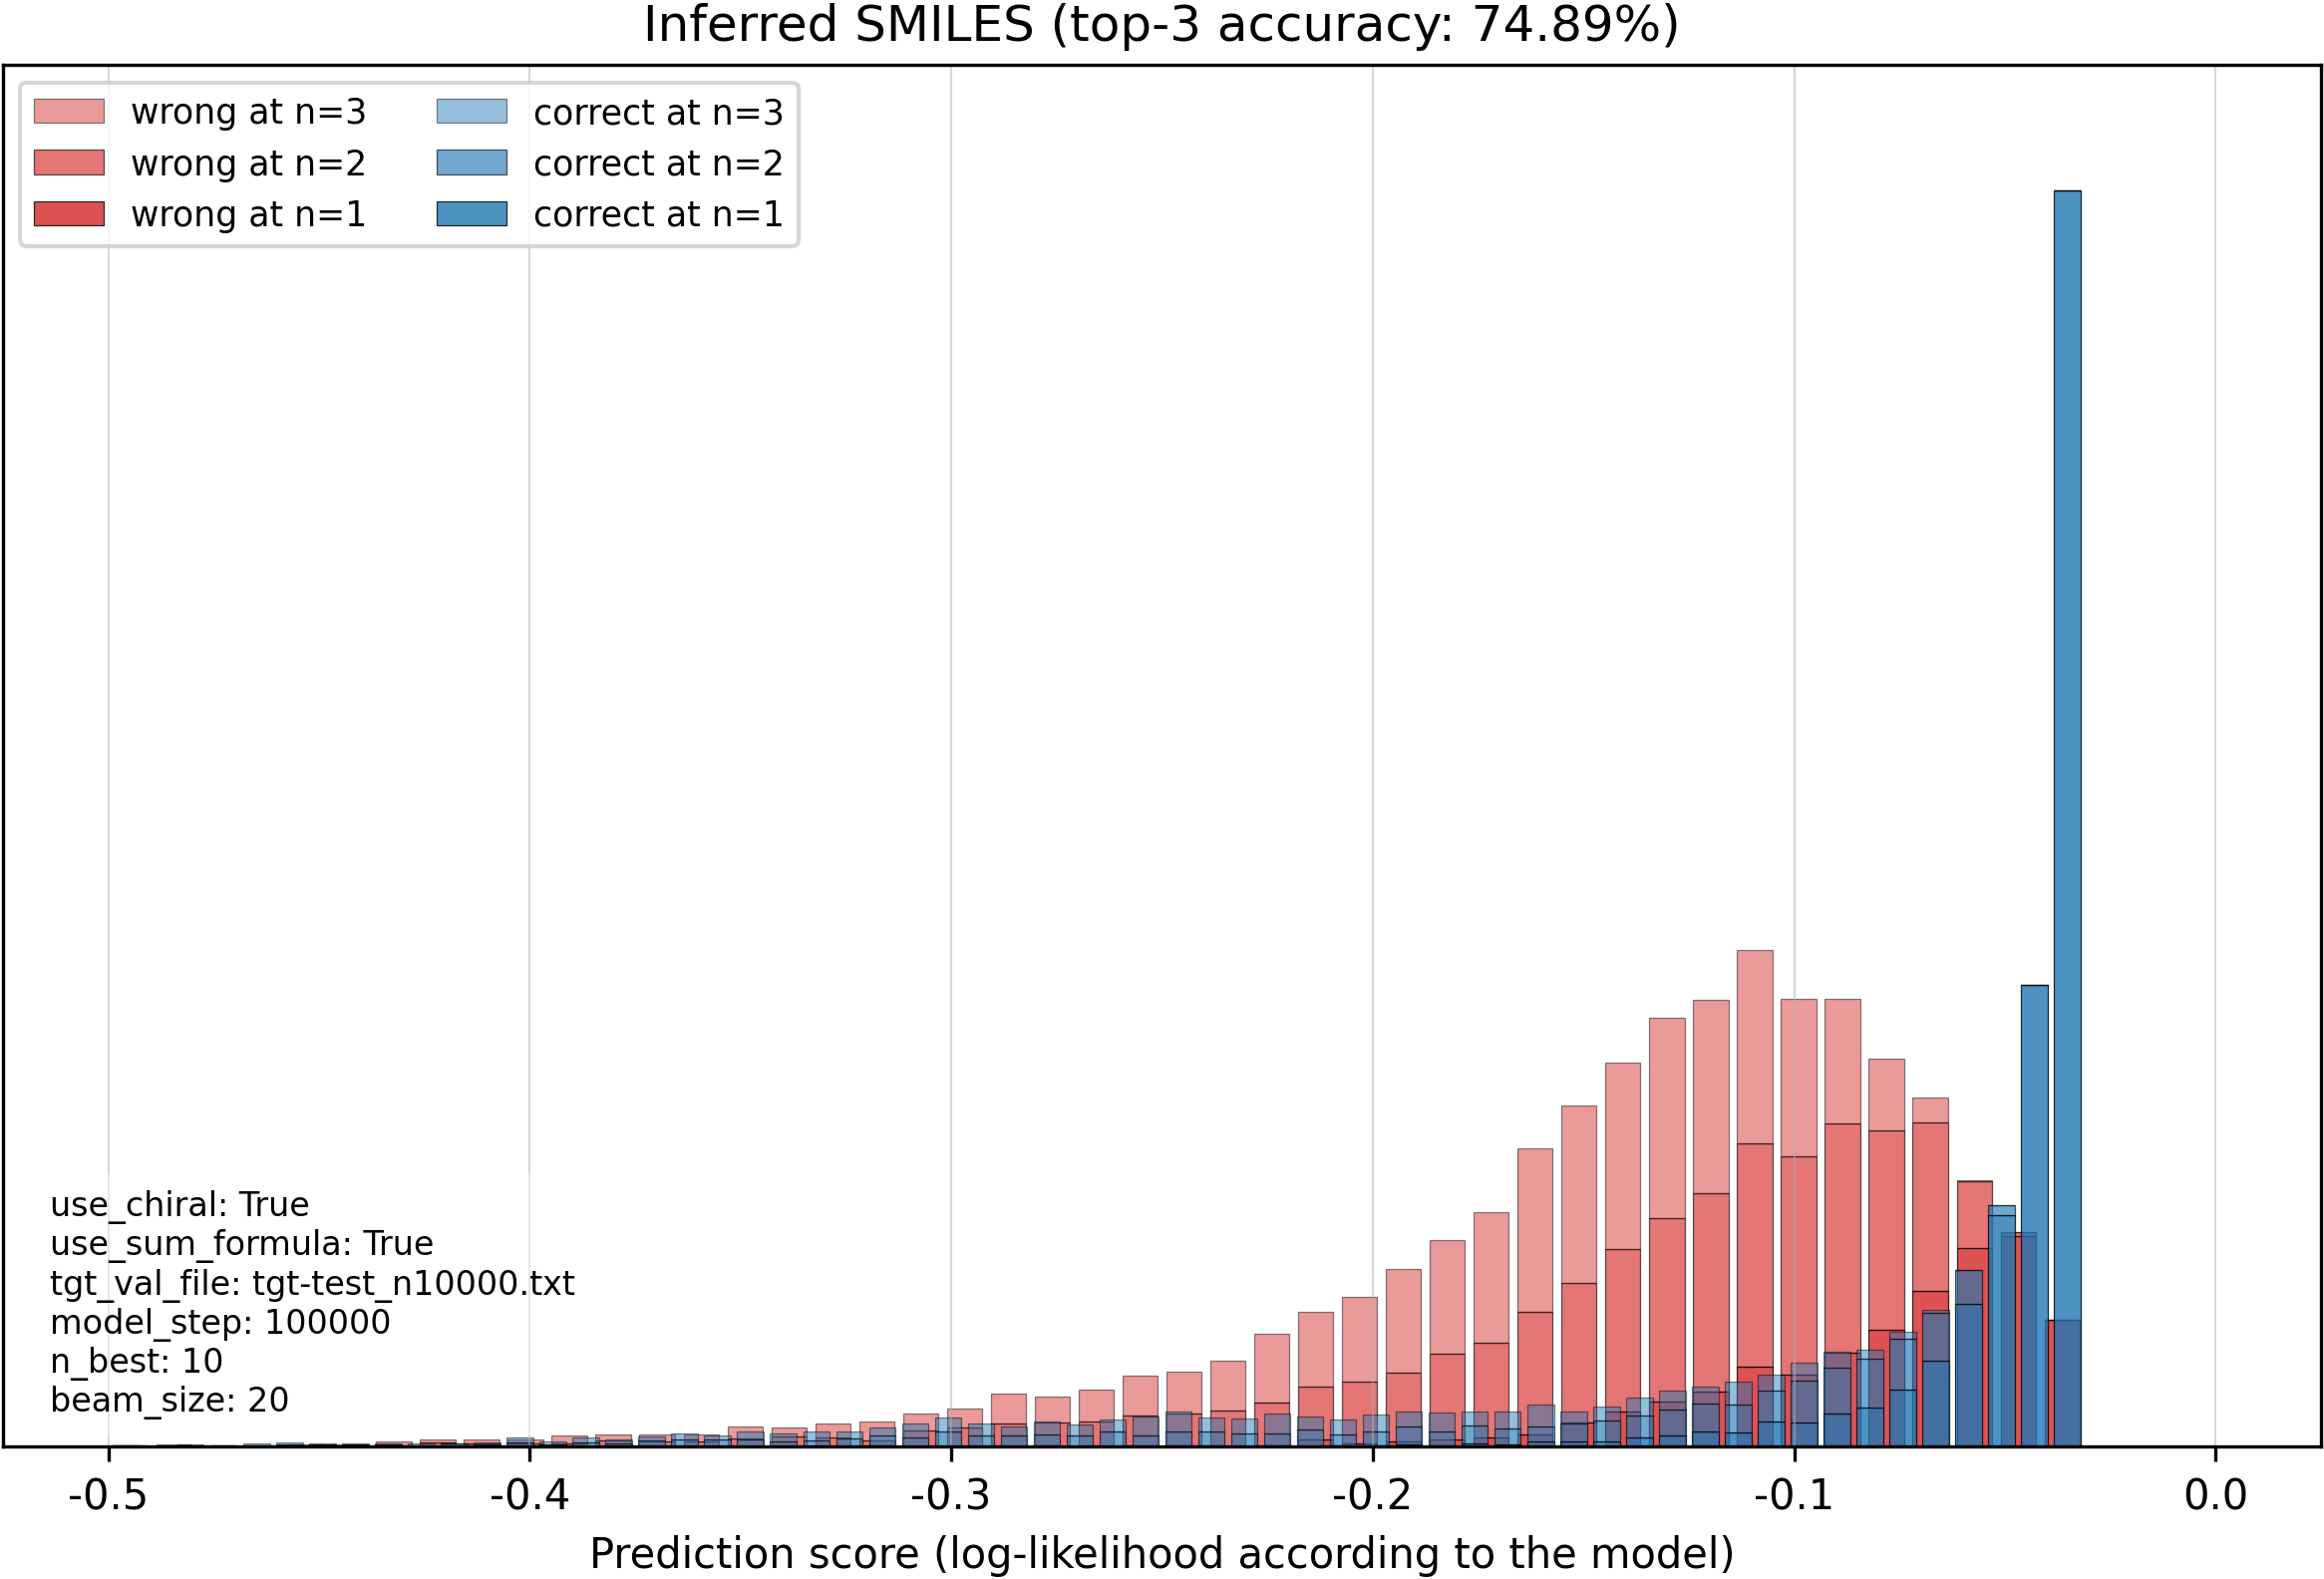 Inferred SMILES (top-3 accuracy: 74.89%)
wrong at n=3
wrong at n=2
wrong at n=1
correct at n=3
correct at n=2
correct at n=1
use_chiral: True
use_sum_formula: True
tgt_val_file: tgt-test_n10000.txt
model_step: 100000
n_best: 10
beam_size: 20
-0.5 -0.4 -0.3 -0.2 -0.1 0.0
Prediction score (log-likelihood according to the model)